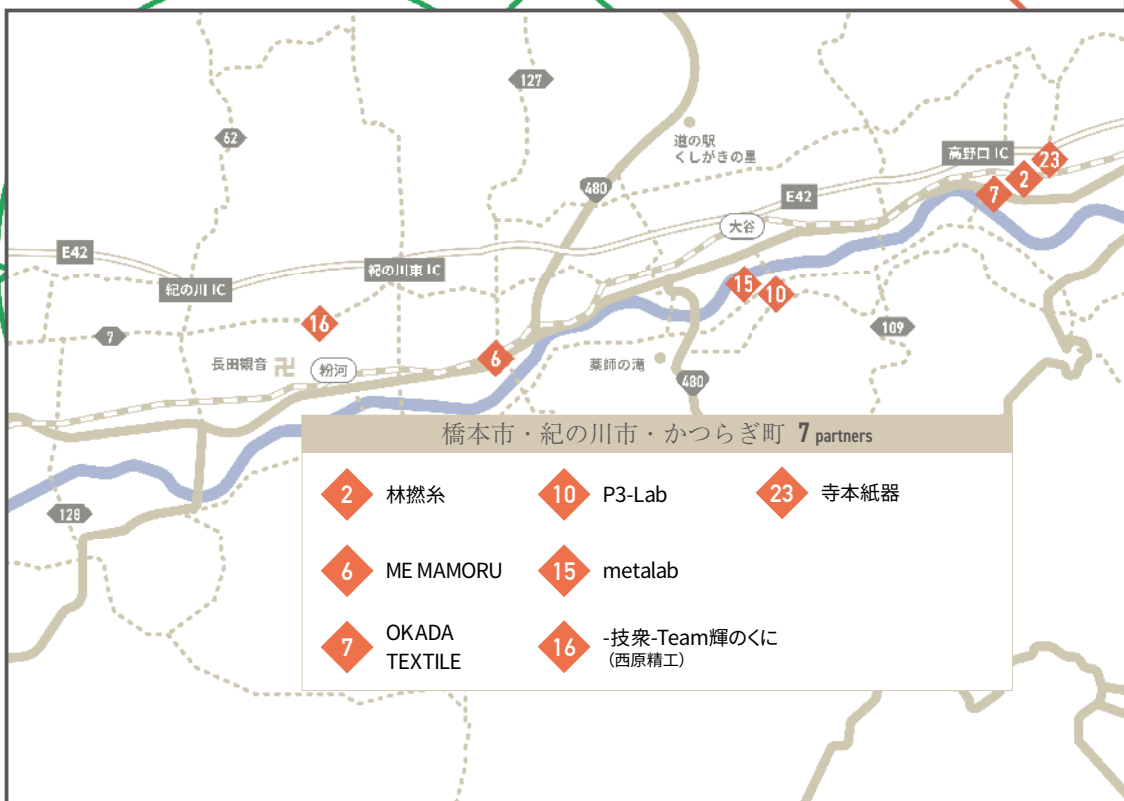 127
62
道の駅
くしがきの里
高野口 IC
23
2
7
480
E42
大谷
E42
紀の川東 IC
紀の川 IC
15
10
16
7
109
6
長田観音 卍
粉河
薬師の滝
480
橋本市・紀の川市・かつらぎ町 7 partners
2 林撚糸
10 P3-Lab
23 寺本紙器
128
6 ME MAMORU
15 metalab
7 OKADA
TEXTILE
16 -技衆-Team輝のくに
（西原精工）